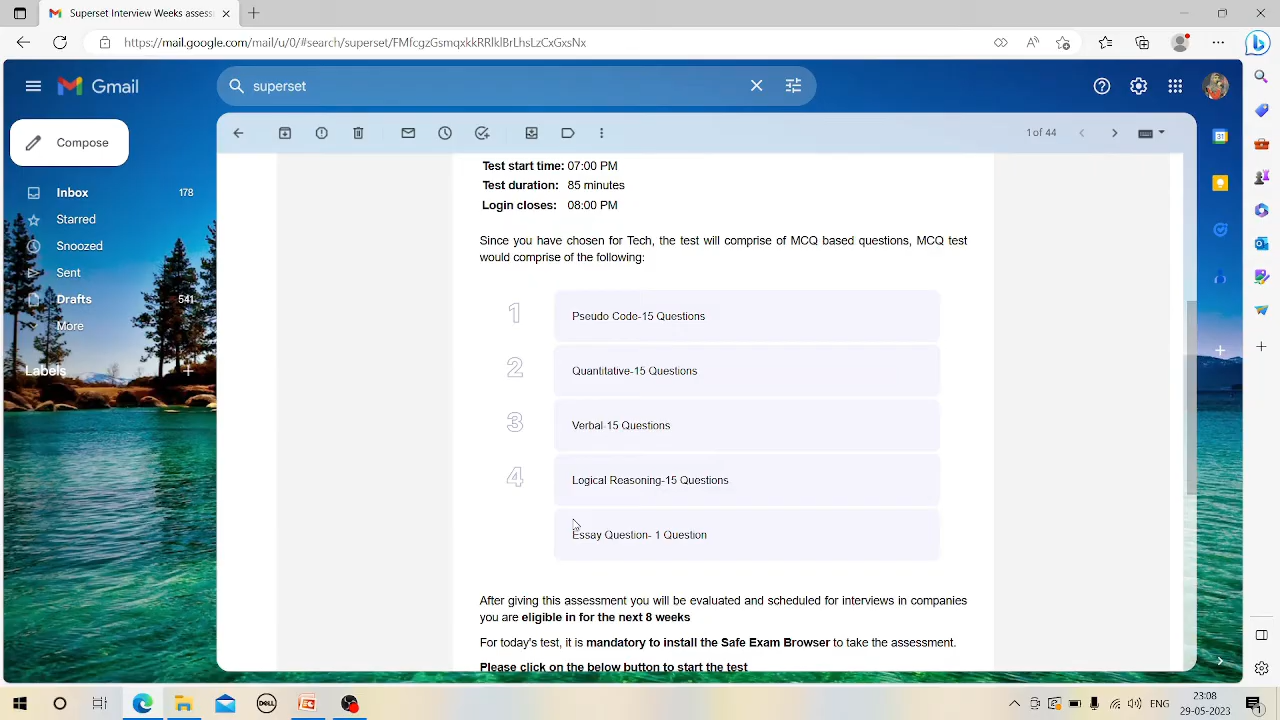 Superset Interview Weeks assess
https://mail.google.com/mail/u/0/#search/superset/FMfcgzGsmqxkkRRlklBrLhsLzCxGxsNx
Gmail
superset
Compose
1 of 44
Inbox 178
Starred
Snoozed
Sent
Drafts 541
More
Labels
Test start time: 07:00 PM
Test duration: 85 minutes
Login closes: 08:00 PM
Since you have chosen for Tech, the test will comprise of MCQ based questions, MCQ test
would comprise of the following:
1 Pseudo Code-15 Questions
2 Quantitative-15 Questions
3 Verbal-15 Questions
4 Logical Reasoning-15 Questions
Essay Question- 1 Question
After giving this assessment you will be evaluated and scheduled for interviews in companies
you are eligible in for the next 8 weeks
For today's test, it is mandatory to install the Safe Exam Browser to take the assessment.
Please click on the below button to start the test
DELL
ENG
23:08
29-05-2023